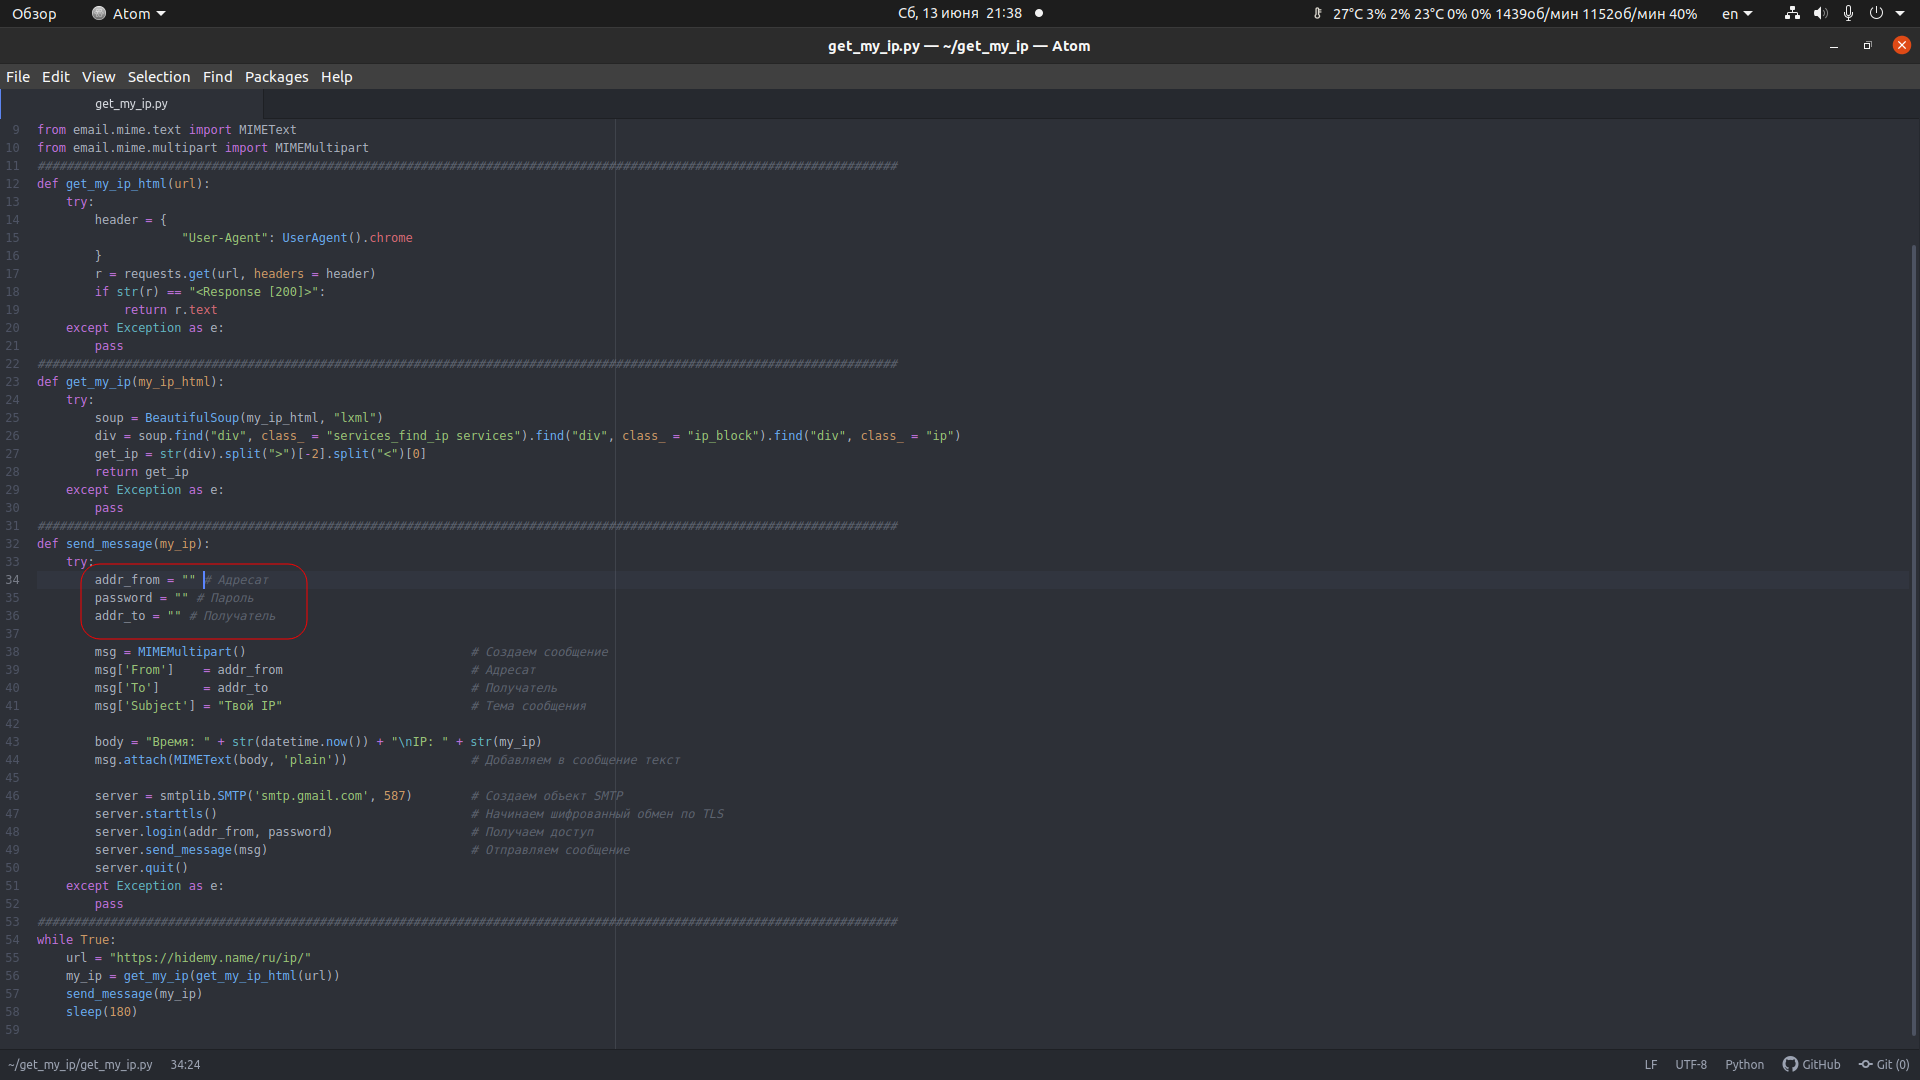 Обзор Atom Сб, 13 июня 21:38 27°C 3% 2% 23°C 0% 0% 1439об/мин 1152об/мин 40% en
get_my_ip.py — ~/get_my_ip — Atom
File Edit View Selection Find Packages Help
get_my_ip.py
9 from email.mime.text import MIMEText
10 from email.mime.multipart import MIMEMultipart
11 #######################################################################################################################
12 def get_my_ip_html(url):
13     try:
14         header = {
15                     "User-Agent": UserAgent().chrome
16         }
17         r = requests.get(url, headers = header)
18         if str(r) == "<Response [200]>":
19             return r.text
20     except Exception as e:
21         pass
22 #######################################################################################################################
23 def get_my_ip(my_ip_html):
24     try:
25         soup = BeautifulSoup(my_ip_html, "lxml")
26         div = soup.find("div", class_ = "services_find_ip services").find("div", class_ = "ip_block").find("div", class_ = "ip")
27         get_ip = str(div).split(">")[-2].split("<")[0]
28         return get_ip
29     except Exception as e:
30         pass
31 #######################################################################################################################
32 def send_message(my_ip):
33     try:
34         addr_from = "" # Адресат
35         password = "" # Пароль
36         addr_to = "" # Получатель
37
38         msg = MIMEMultipart()                               # Создаем сообщение
39         msg['From']    = addr_from                          # Адресат
40         msg['To']      = addr_to                            # Получатель
41         msg['Subject'] = "Твой IP"                          # Тема сообщения
42
43         body = "Время: " + str(datetime.now()) + "\nIP: " + str(my_ip)
44         msg.attach(MIMEText(body, 'plain'))                 # Добавляем в сообщение текст
45
46         server = smtplib.SMTP('smtp.gmail.com', 587)        # Создаем объект SMTP
47         server.starttls()                                   # Начинаем шифрованный обмен по TLS
48         server.login(addr_from, password)                   # Получаем доступ
49         server.send_message(msg)                            # Отправляем сообщение
50         server.quit()
51     except Exception as e:
52         pass
53 #######################################################################################################################
54 while True:
55     url = "https://hidemy.name/ru/ip/"
56     my_ip = get_my_ip(get_my_ip_html(url))
57     send_message(my_ip)
58     sleep(180)
59
~/get_my_ip/get_my_ip.py 34:24 LF UTF-8 Python GitHub Git (0)